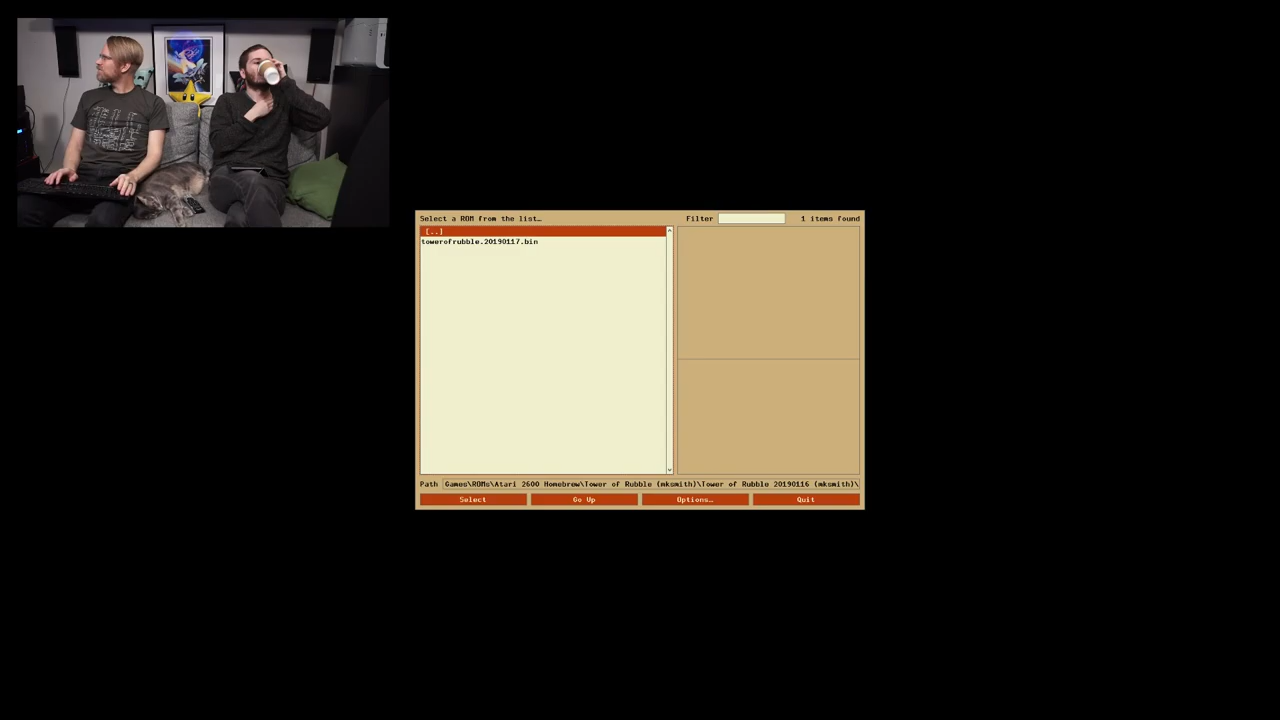 Select a ROM from the list… Filter 1 items found
[..]
towerofrubble.20190117.bin
Path Games\ROMs\Atari 2600 Homebrew\Tower of Rubble (mksmith)\Tower of Rubble 20190116 (mksmith)\
Select Go Up Options… Quit